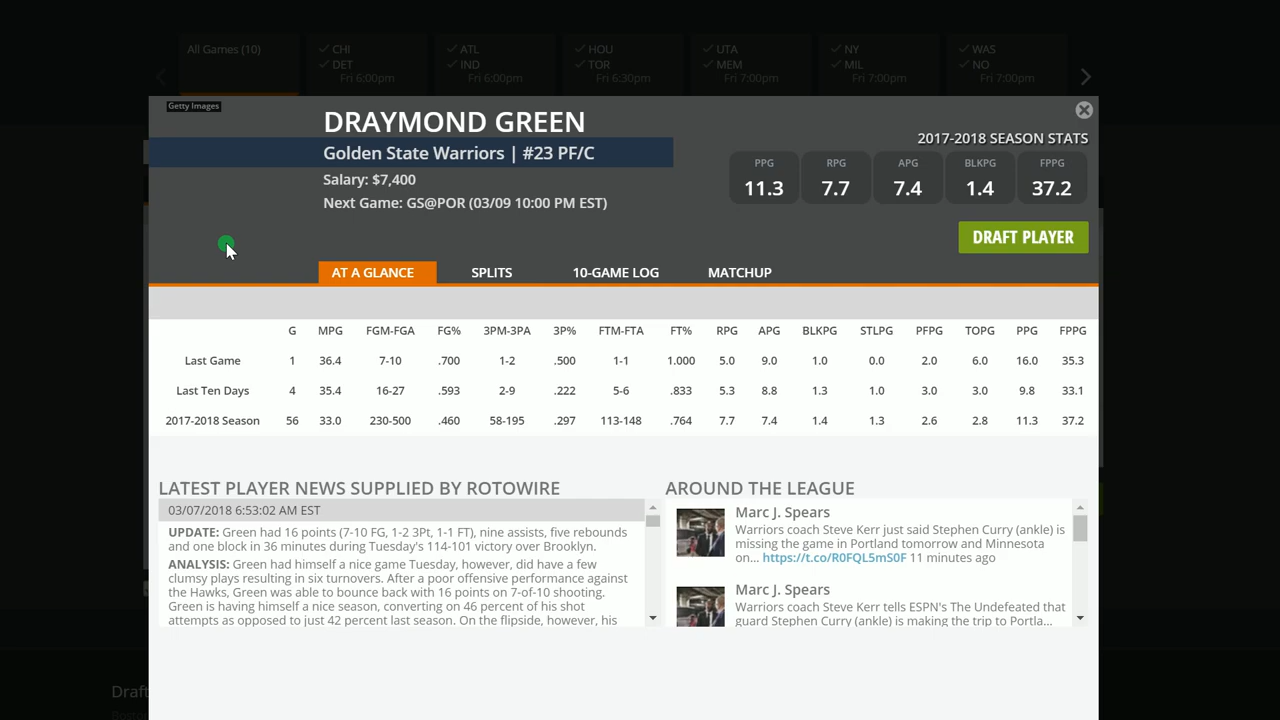 All Games (10)
CHI
DET
Fri 6:00pm
ATL
IND
Fri 6:00pm
HOU
TOR
Fri 6:30pm
UTA
MEM
Fri 7:00pm
NY
MIL
Fri 7:00pm
WAS
NO
Fri 7:00pm
Getty Images
DRAYMOND GREEN
Golden State Warriors | #23 PF/C
Salary: $7,400
Next Game: GS@POR (03/09 10:00 PM EST)
2017-2018 SEASON STATS
PPG RPG APG BLKPG FPPG
11.3 7.7 7.4 1.4 37.2
DRAFT PLAYER
AT A GLANCE SPLITS 10-GAME LOG MATCHUP
G MPG FGM-FGA FG% 3PM-3PA 3P% FTM-FTA FT% RPG APG BLKPG STLPG PFPG TOPG PPG FPPG
Last Game 1 36.4 7-10 .700 1-2 .500 1-1 1.000 5.0 9.0 1.0 0.0 2.0 6.0 16.0 35.3
Last Ten Days 4 35.4 16-27 .593 2-9 .222 5-6 .833 5.3 8.8 1.3 1.0 3.0 3.0 9.8 33.1
2017-2018 Season 56 33.0 230-500 .460 58-195 .297 113-148 .764 7.7 7.4 1.4 1.3 2.6 2.8 11.3 37.2
LATEST PLAYER NEWS SUPPLIED BY ROTOWIRE
03/07/2018 6:53:02 AM EST
UPDATE: Green had 16 points (7-10 FG, 1-2 3Pt, 1-1 FT), nine assists, five rebounds
and one block in 36 minutes during Tuesday's 114-101 victory over Brooklyn.
ANALYSIS: Green had himself a nice game Tuesday, however, did have a few
clumsy plays resulting in six turnovers. After a poor offensive performance against
the Hawks, Green was able to bounce back with 16 points on 7-of-10 shooting.
Green is having himself a nice season, converting on 46 percent of his shot
attempts as opposed to just 42 percent last season. On the flipside, however, his
AROUND THE LEAGUE
Marc J. Spears
Warriors coach Steve Kerr just said Stephen Curry (ankle) is
missing the game in Portland tomorrow and Minnesota
on... https://t.co/R0FQL5mS0F 11 minutes ago
Marc J. Spears
Warriors coach Steve Kerr tells ESPN's The Undefeated that
guard Stephen Curry (ankle) is making the trip to Portla...
Draft